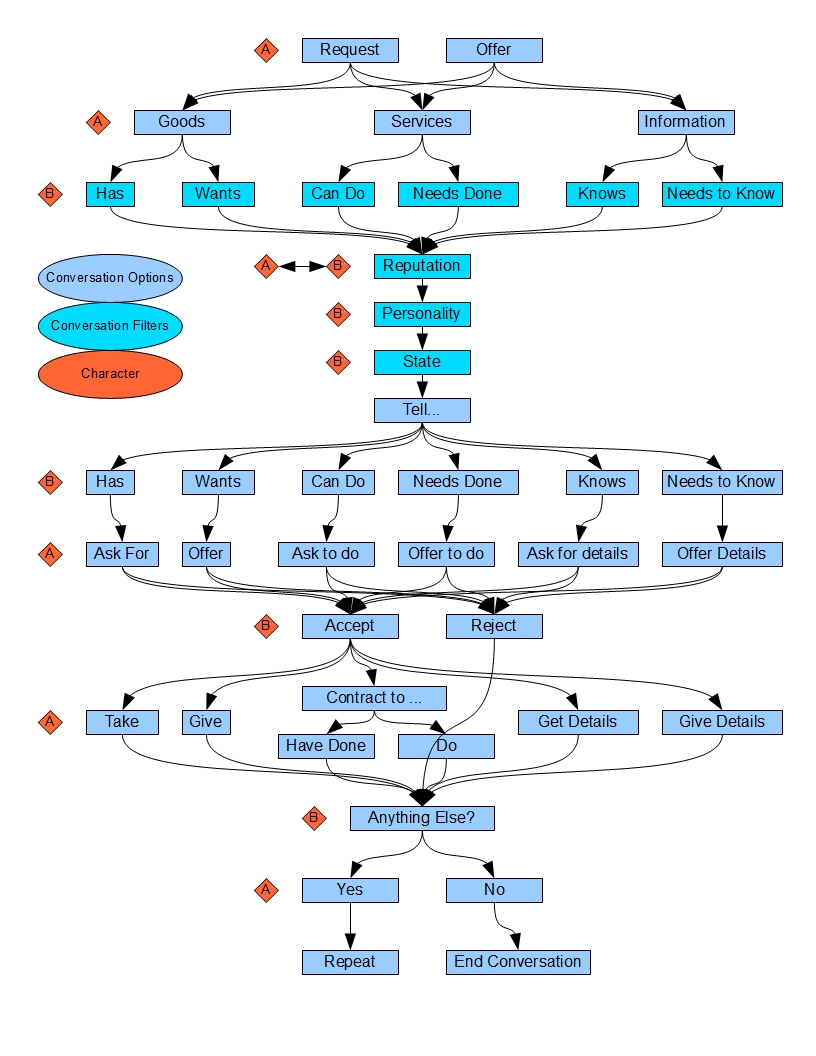 A Request Offer
A Goods Services Information
B Has Wants Can Do Needs Done Knows Needs to Know
A B Reputation
Conversation Options
B Personality
Conversation Filters
B State
Character
Tell...
B Has Wants Can Do Needs Done Knows Needs to Know
A Ask For Offer Ask to do Offer to do Ask for details Offer Details
B Accept Reject
Contract to ...
A Take Give Get Details Give Details
Have Done Do
B Anything Else?
A Yes No
Repeat End Conversation